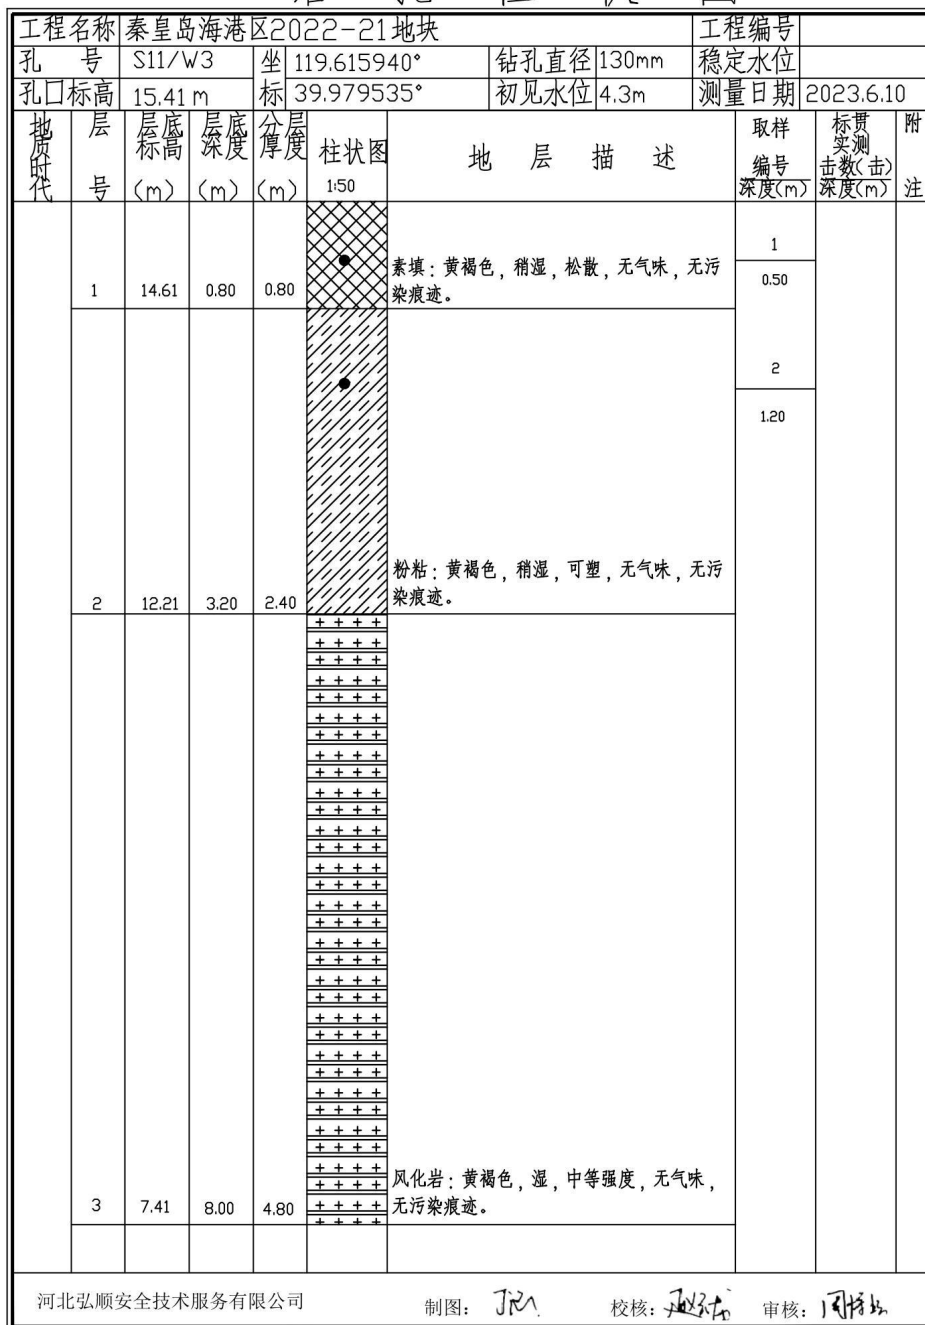 工程名称 秦皇岛海港区2022-21地块 工程编号
孔 号 S11/W3 坐标 119.615940° 钻孔直径 130mm 稳定水位
孔口标高 15.41 m 39.979535° 初见水位 4.3m 测量日期 2023.6.10
地质时代 层号 层底标高(m) 层底深度(m) 分层厚度(m) 柱状图 1:50 地 层 描 述 取样编号 深度(m) 标贯实测击数(击) 深度(m) 附注
1
素填：黄褐色，稍湿，松散，无气味，无污
0.50
1 14.61 0.80 0.80 染痕迹。
2
1.20
粉粘：黄褐色，稍湿，可塑，无气味，无污
2 12.21 3.20 2.40 染痕迹。
风化岩：黄褐色，湿，中等强度，无气味，
3 7.41 8.00 4.80 无污染痕迹。
河北弘顺安全技术服务有限公司 制图： 校核： 审核：